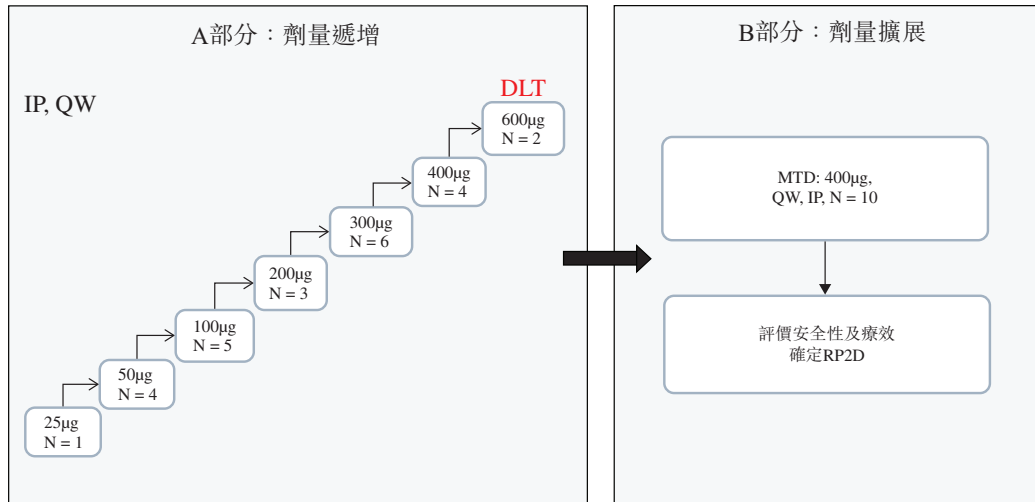 A部分：劑量遞增
IP, QW
DLT
600μg
N = 2
400μg
N = 4
300μg
N = 6
200μg
N = 3
100μg
N = 5
50μg
N = 4
25μg
N = 1
B部分：劑量擴展
MTD: 400μg,
QW, IP, N = 10
評價安全性及療效
確定RP2D